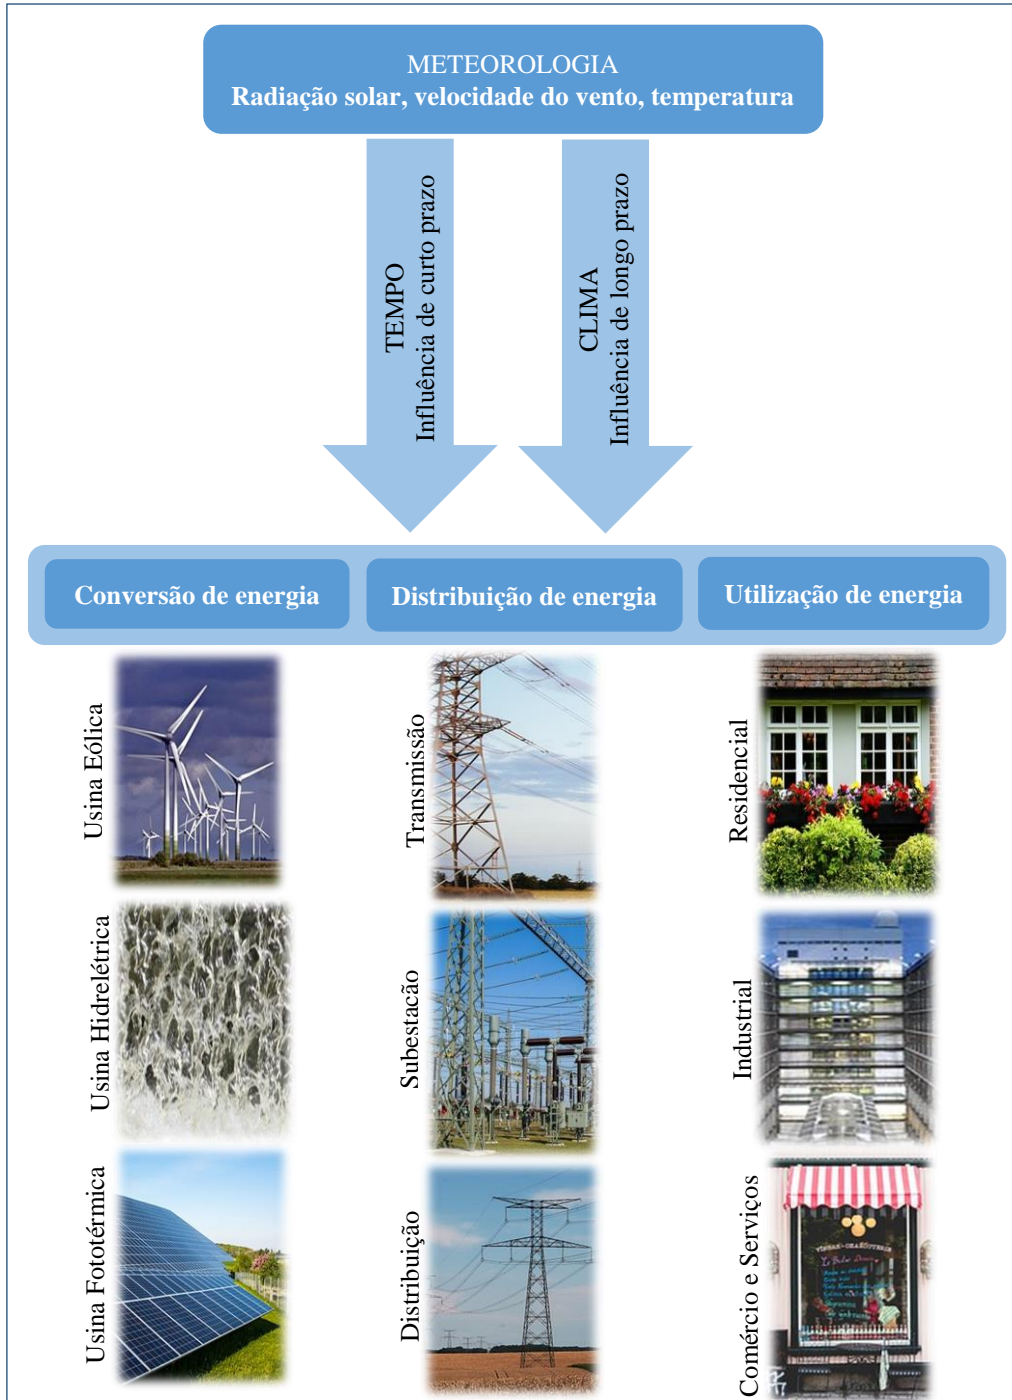 METEOROLOGIA
Radiação solar, velocidade do vento, temperatura
TEMPO
Influência de curto prazo
CLIMA
Influência de longo prazo
Conversão de energia
Distribuição de energia
Utilização de energia
Usina Eólica
Transmissão
Residencial
Usina Hidrelétrica
Subestacão
Industrial
Usina Fototérmica
Distribuição
Comércio e Serviços